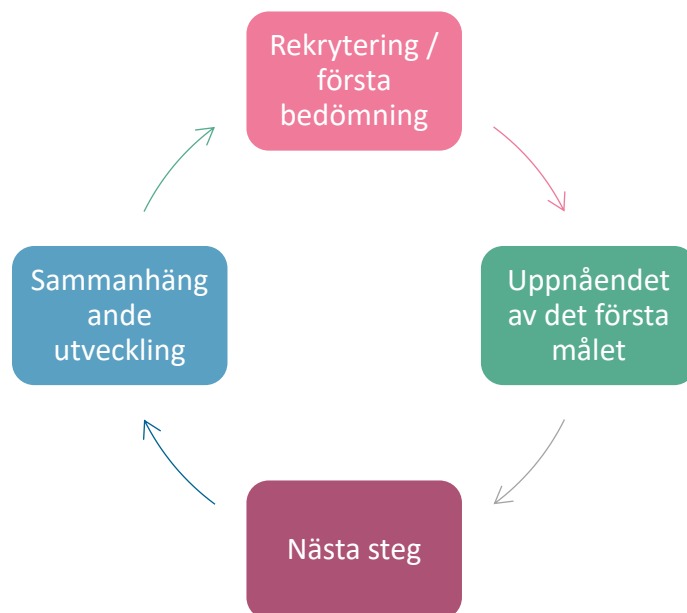 Rekrytering /
första
bedömning
Uppnåendet
av det första
målet
Nästa steg
Sammanhäng
ande
utveckling